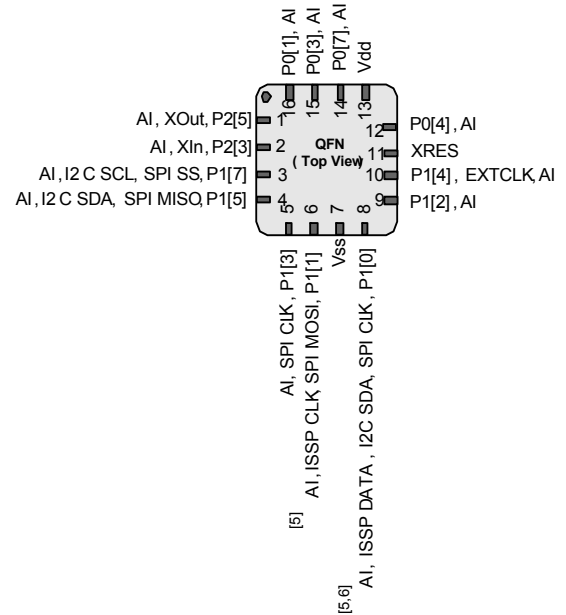 P0[1], AI
P0[3], AI
P0[7], AI
Vdd
16
15
14
13
AI, XOut, P2[5]
1
AI, XIn, P2[3]
2
AI, I2 C SCL, SPI SS, P1[7]
3
AI, I2 C SDA, SPI MISO, P1[5]
4
QFN
( Top View)
12
P0[4], AI
11
XRES
10
P1[4], EXTCLK, AI
9
P1[2], AI
5
6
7
8
AI, SPI CLK, P1[3]
AI, ISSP CLK, SPI MOSI, P1[1]
[5]
Vss
AI, ISSP DATA, I2C SDA, SPI CLK, P1[0]
[5,6]